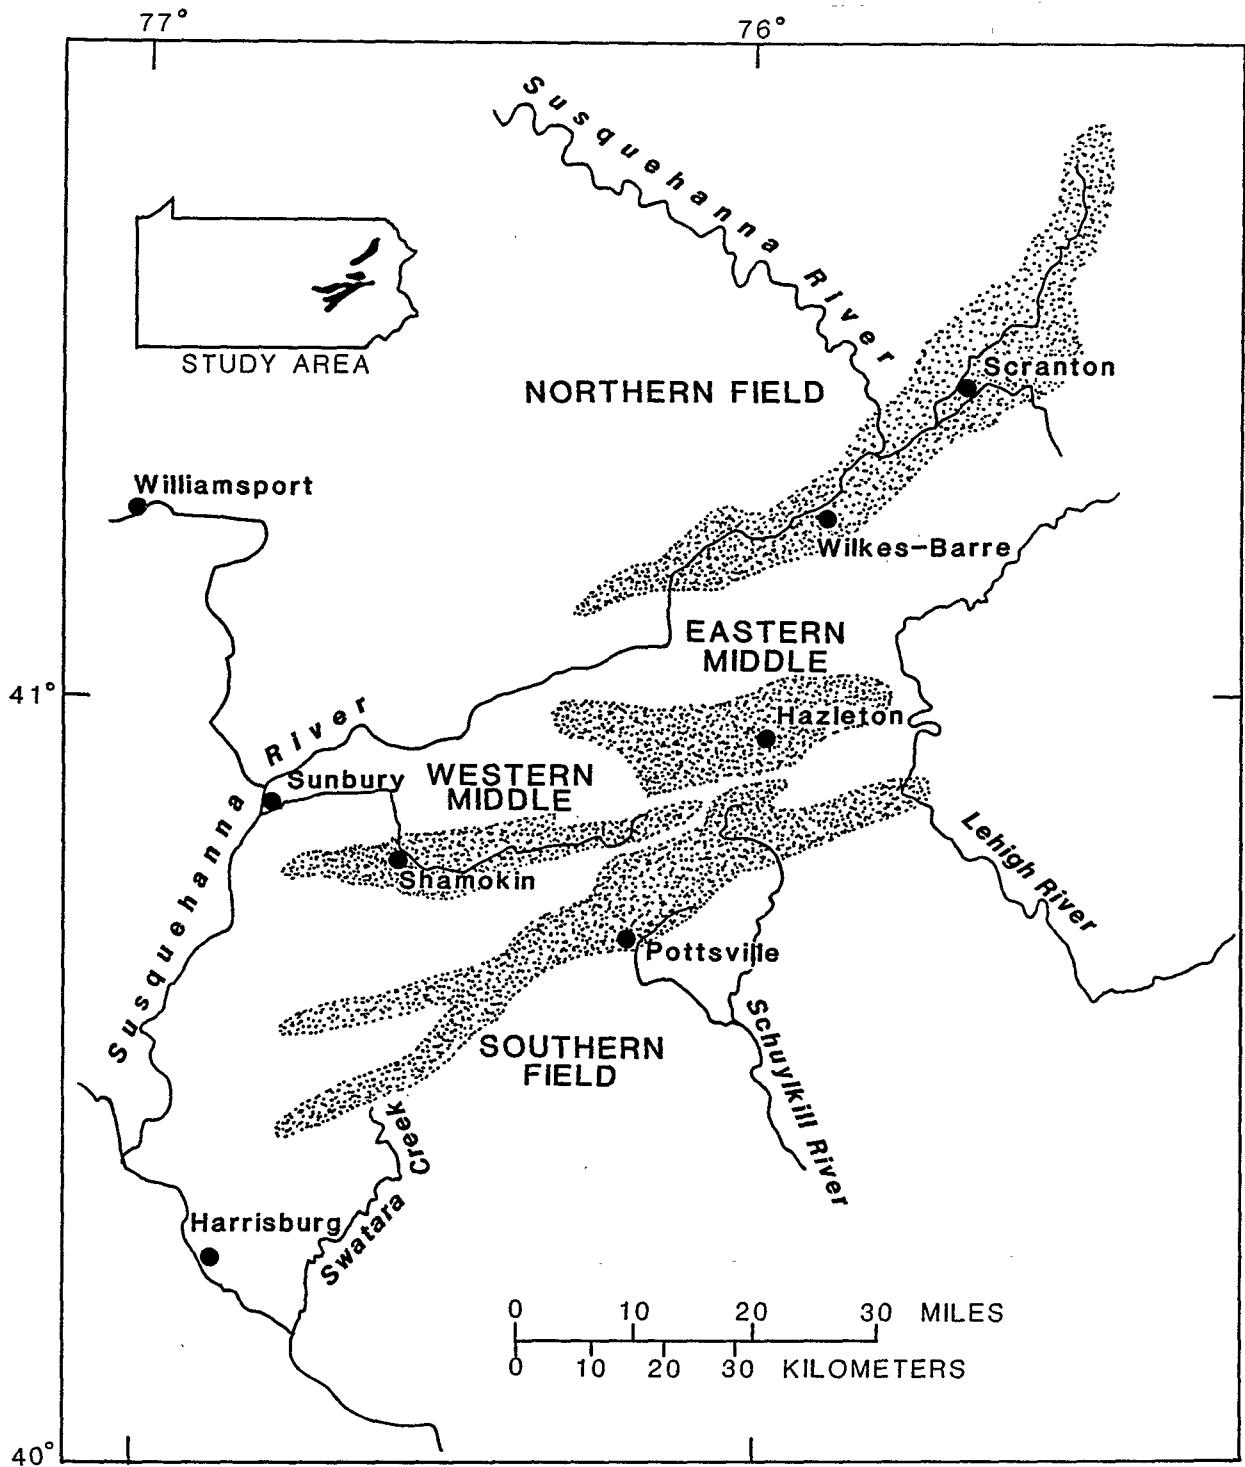 77°
76°
Susquehanna River
STUDY AREA
NORTHERN FIELD
Scranton
Williamsport
Wilkes-Barre
EASTERN
MIDDLE
41°
Hazleton
Susquehanna River
Sunbury
WESTERN
MIDDLE
Shamokin
Lehigh River
Pottsville
SOUTHERN
FIELD
Schuylkill River
Swatara Creek
Harrisburg
0 10 20 30 MILES
0 10 20 30 KILOMETERS
40°